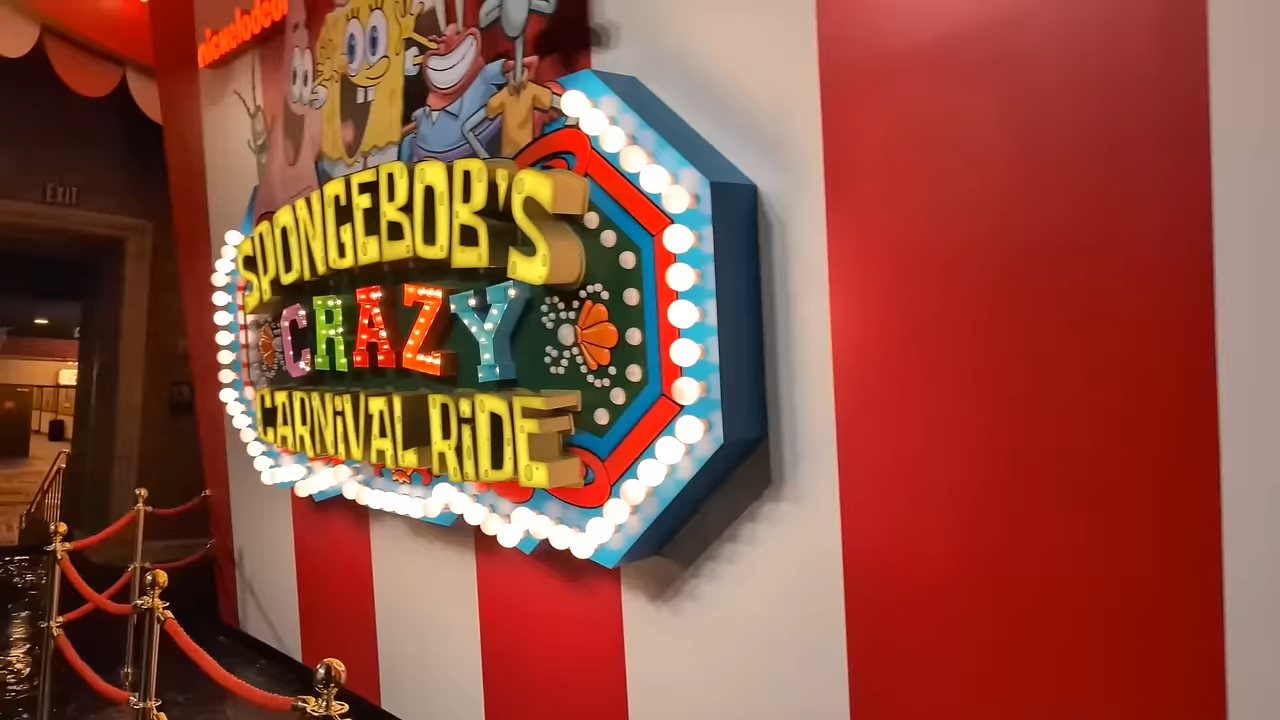 nickelodeon
EXIT
SPONGEBOB'S
CRAZY
CARNiVAL RiDE